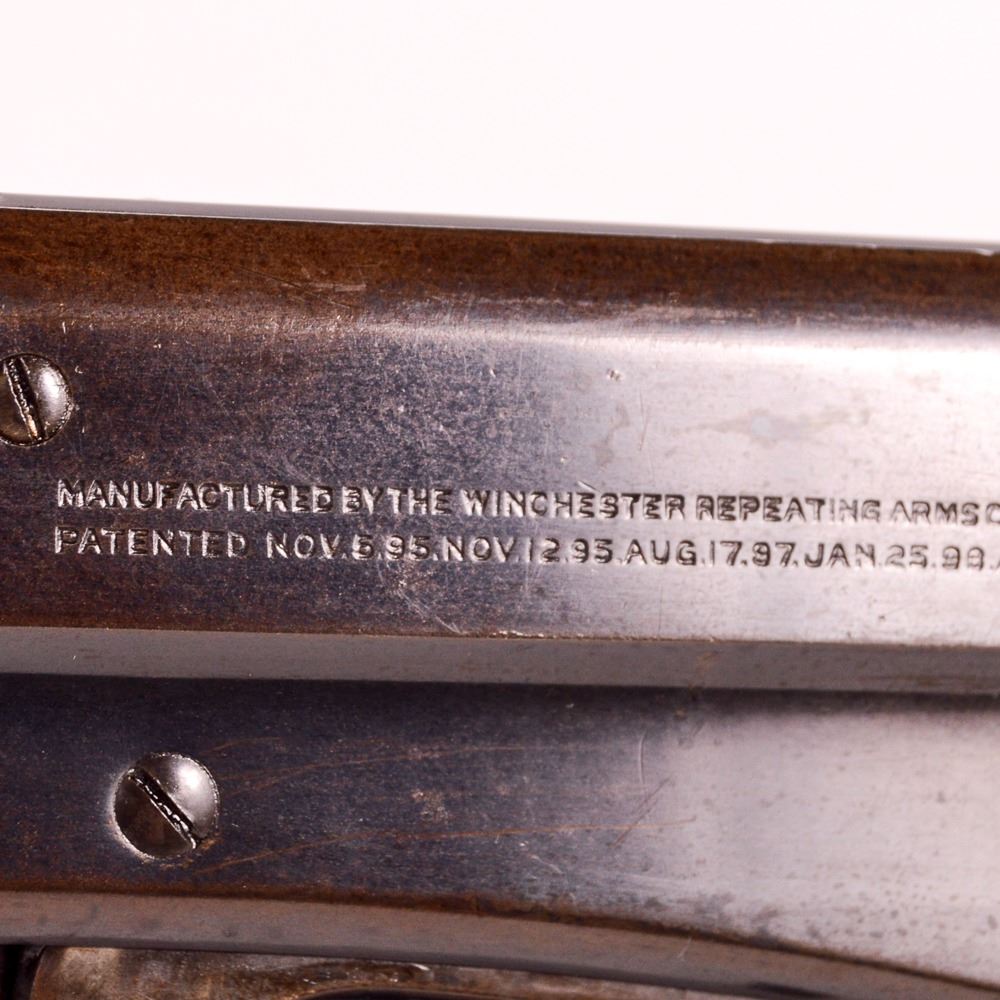 MANUFACTURED BY THE WINCHESTER REPEATING ARMS C
PATENTED NOV.5.95.NOV.12.95.AUG.17.97.JAN.25.98.